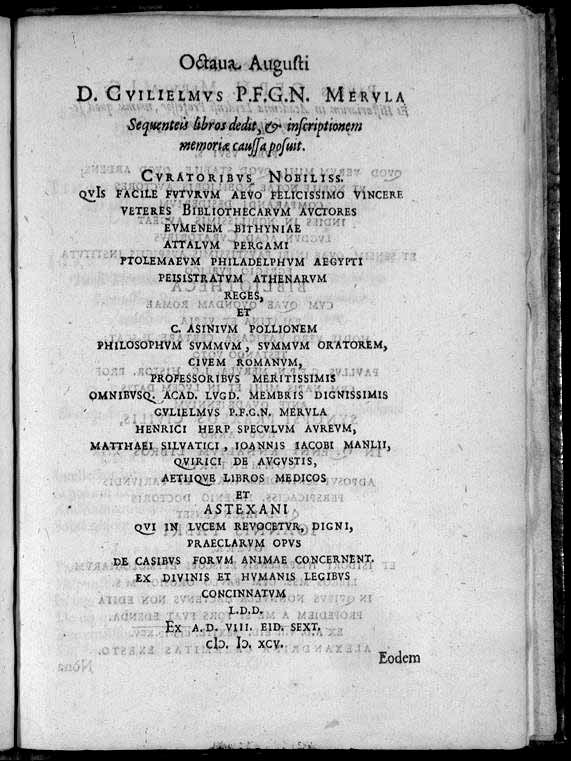 Octaua Augusti
D. GVILIELMVS P.F.G.N. MERVLA
Sequenteis libros dedit, & inscriptionem
memoriæ caussa posuit.
CVRATORIBVS NOBILISS.
QVIS FACILE FVTVRVM AEVO FELICISSIMO VINCERE
VETERES BIBLIOTHECARVM AVCTORES
EVMENEM BITHYNIAE
ATTALVM PERGAMI
PTOLEMAEVM PHILADELPHVM AEGYPTI
PEISISTRATVM ATHENARVM
REGES,
ET
C. ASINIVM POLLIONEM
PHILOSOPHVM SVMMVM, SVMMVM ORATOREM,
CIVEM ROMANVM,
PROFESSORIBVS MERITISSIMIS
OMNIBVSQ. ACAD. LVGD. MEMBRIS DIGNISSIMIS
GVLIELMVS P.F.G.N. MERVLA
HENRICI HERP SPECVLVM AVREVM,
MATTHAEI SILVATICI, IOANNIS IACOBI MANLII,
QVIRICI DE AVGVSTIS,
AETIIQVE LIBROS MEDICOS
ET
ASTEXANI
QVI IN LVCEM REVOCETVR, DIGNI,
PRAECLARVM OPVS
DE CASIBVS FORVM ANIMAE CONCERNENT.
EX DIVINIS ET HVMANIS LEGIBVS
CONCINNATVM
L.D.D.
EX A.D. VIII. EID. SEXT.
cIↃ. IↃ. XCV.
Eodem